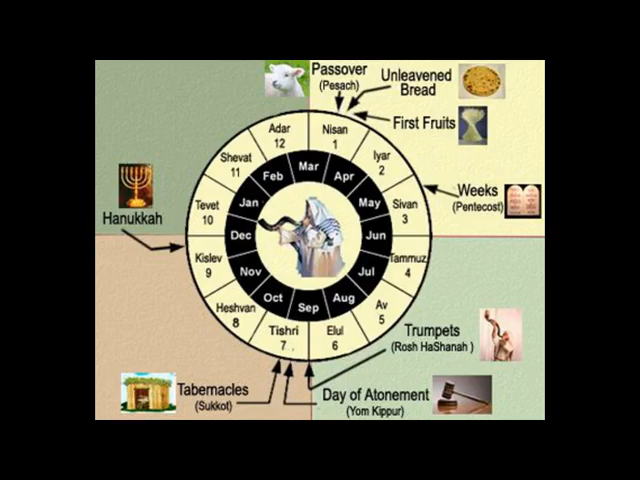 Passover
(Pesach)
Unleavened
Bread
First Fruits
Weeks
(Pentecost)
Hanukkah
Nisan
1
Iyar
2
Sivan
3
Tammuz
4
Av
5
Elul
6
Tishri
7
Heshvan
8
Kislev
9
Tevet
10
Shevat
11
Adar
12
Mar
Apr
May
Jun
Jul
Aug
Sep
Oct
Nov
Dec
Jan
Feb
Trumpets
(Rosh HaShanah )
Tabernacles
(Sukkot)
Day of Atonement
(Yom Kippur)